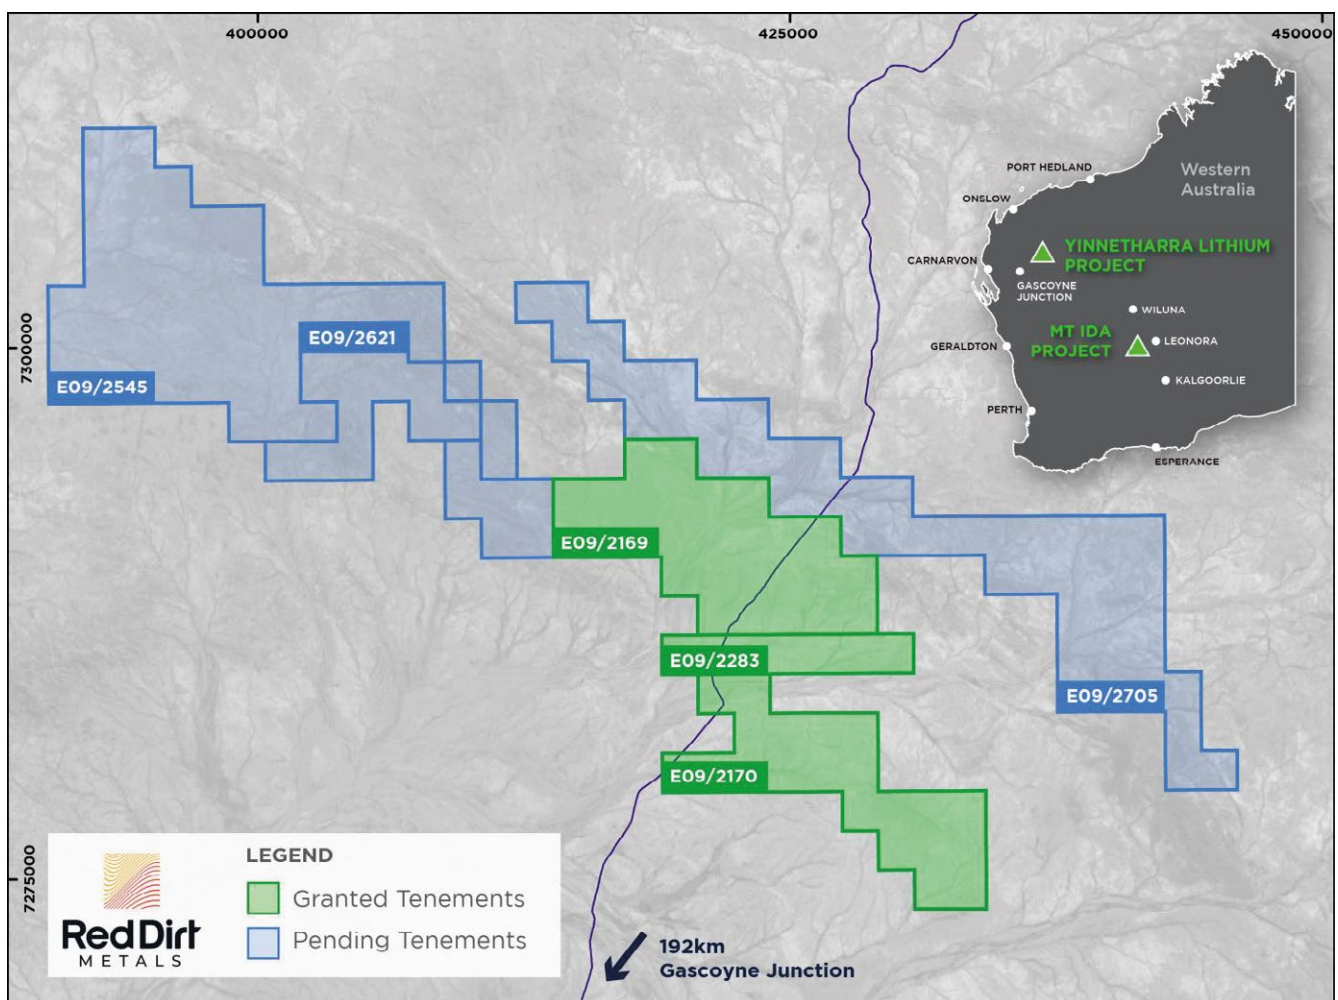 400000
425000
450000
7300000
7275000
Western
Australia
PORT HEDLAND
ONSLOW
YINNETHARRA LITHIUM
PROJECT
CARNARVON
GASCOYNE
JUNCTION
WILUNA
MT IDA
PROJECT
LEONORA
GERALDTON
KALGOORLIE
PERTH
ESPERANCE
E09/2621
E09/2545
E09/2169
E09/2283
E09/2705
E09/2170
LEGEND
Granted Tenements
Pending Tenements
Red Dirt
METALS
192km
Gascoyne Junction